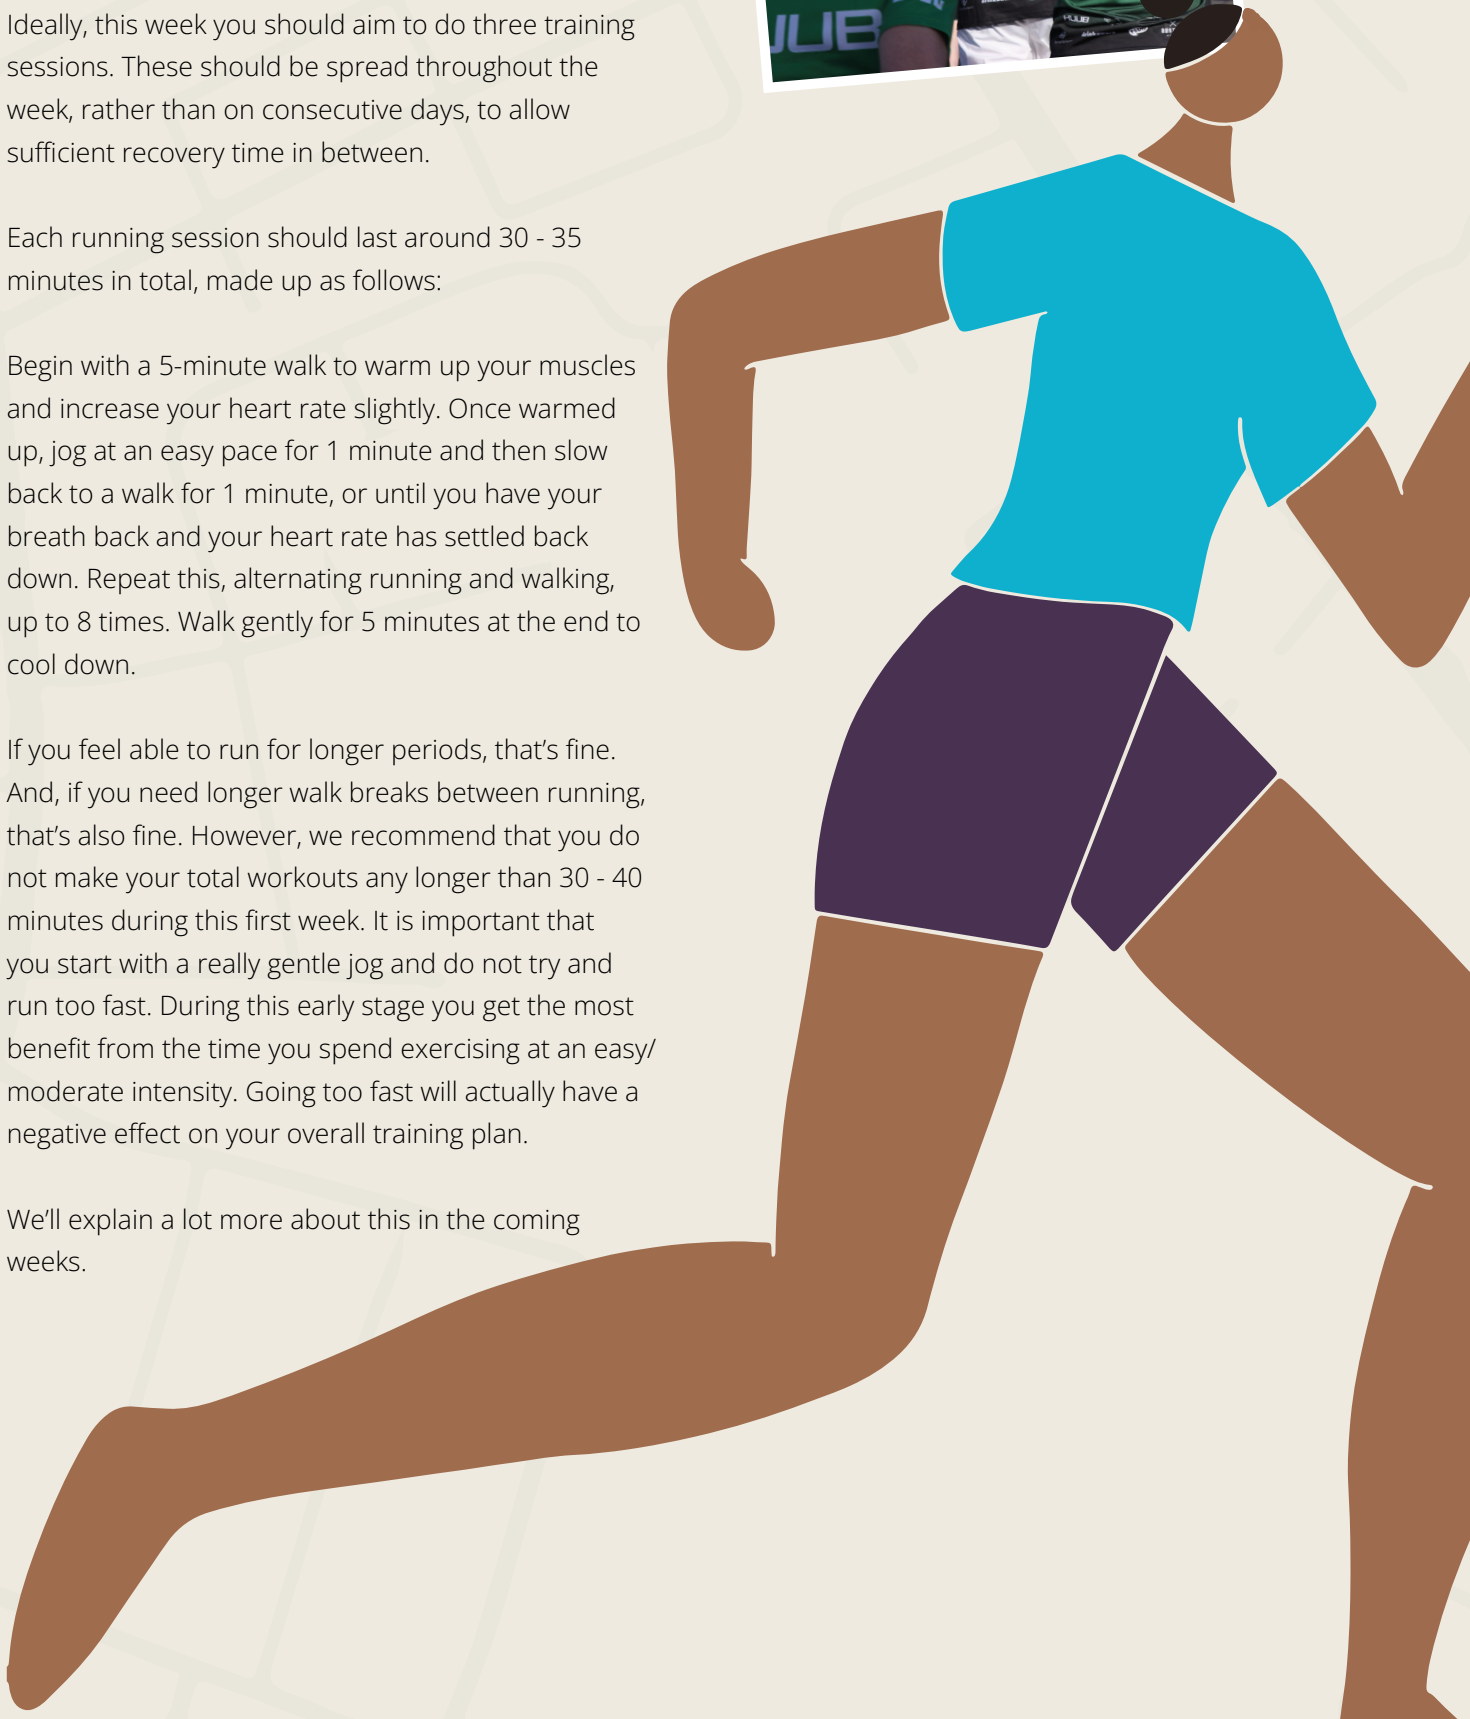 Ideally, this week you should aim to do three training
sessions. These should be spread throughout the
week, rather than on consecutive days, to allow
sufficient recovery time in between.
Each running session should last around 30 - 35
minutes in total, made up as follows:
Begin with a 5-minute walk to warm up your muscles
and increase your heart rate slightly. Once warmed
up, jog at an easy pace for 1 minute and then slow
back to a walk for 1 minute, or until you have your
breath back and your heart rate has settled back
down. Repeat this, alternating running and walking,
up to 8 times. Walk gently for 5 minutes at the end to
cool down.
If you feel able to run for longer periods, that’s fine.
And, if you need longer walk breaks between running,
that’s also fine. However, we recommend that you do
not make your total workouts any longer than 30 - 40
minutes during this first week. It is important that
you start with a really gentle jog and do not try and
run too fast. During this early stage you get the most
benefit from the time you spend exercising at an easy/
moderate intensity. Going too fast will actually have a
negative effect on your overall training plan.
We’ll explain a lot more about this in the coming
weeks.